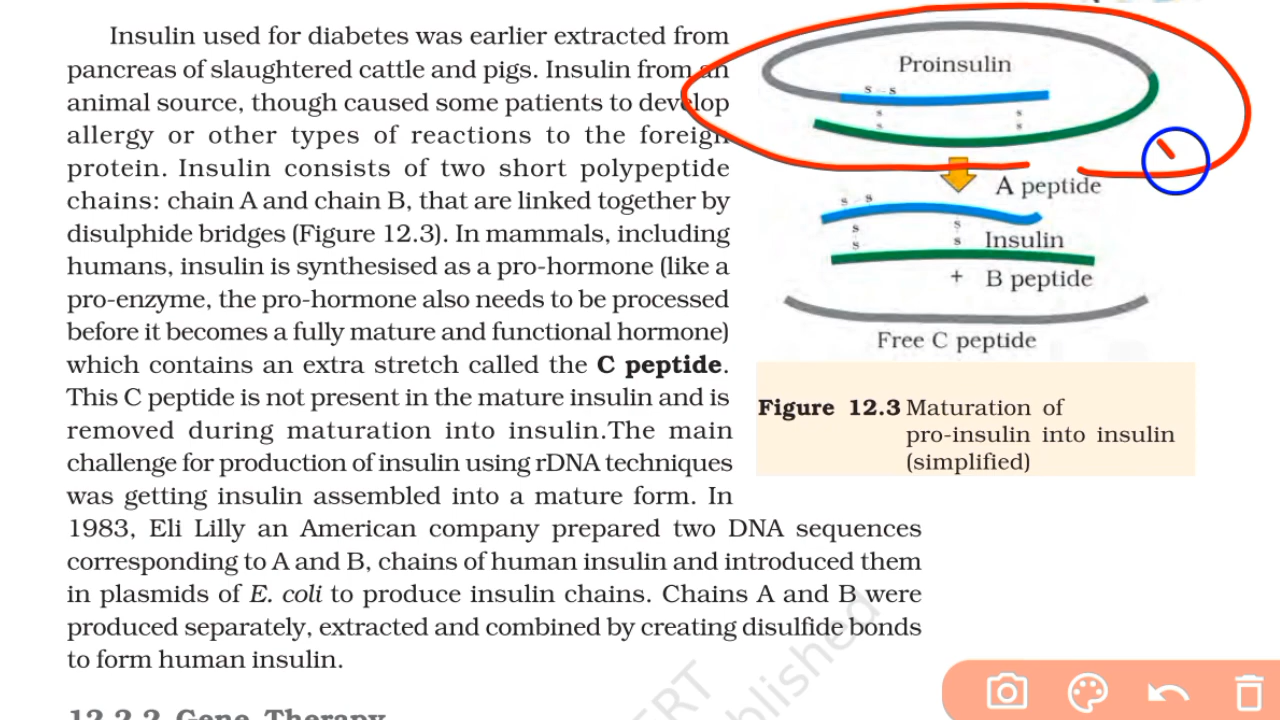 Insulin used for diabetes was earlier extracted from
pancreas of slaughtered cattle and pigs. Insulin from an
animal source, though caused some patients to develop
allergy or other types of reactions to the foreign
protein. Insulin consists of two short polypeptide
chains: chain A and chain B, that are linked together by
disulphide bridges (Figure 12.3). In mammals, including
humans, insulin is synthesised as a pro-hormone (like a
pro-enzyme, the pro-hormone also needs to be processed
before it becomes a fully mature and functional hormone)
which contains an extra stretch called the C peptide.
This C peptide is not present in the mature insulin and is
removed during maturation into insulin.The main
challenge for production of insulin using rDNA techniques
was getting insulin assembled into a mature form. In
1983, Eli Lilly an American company prepared two DNA sequences
corresponding to A and B, chains of human insulin and introduced them
in plasmids of E. coli to produce insulin chains. Chains A and B were
produced separately, extracted and combined by creating disulfide bonds
to form human insulin.
Proinsulin
s s
s s
s s
A peptide
s s
s s
s s
Insulin
+ B peptide
Free C peptide
Figure 12.3 Maturation of
pro-insulin into insulin
(simplified)
12.2.2 Gene Therapy